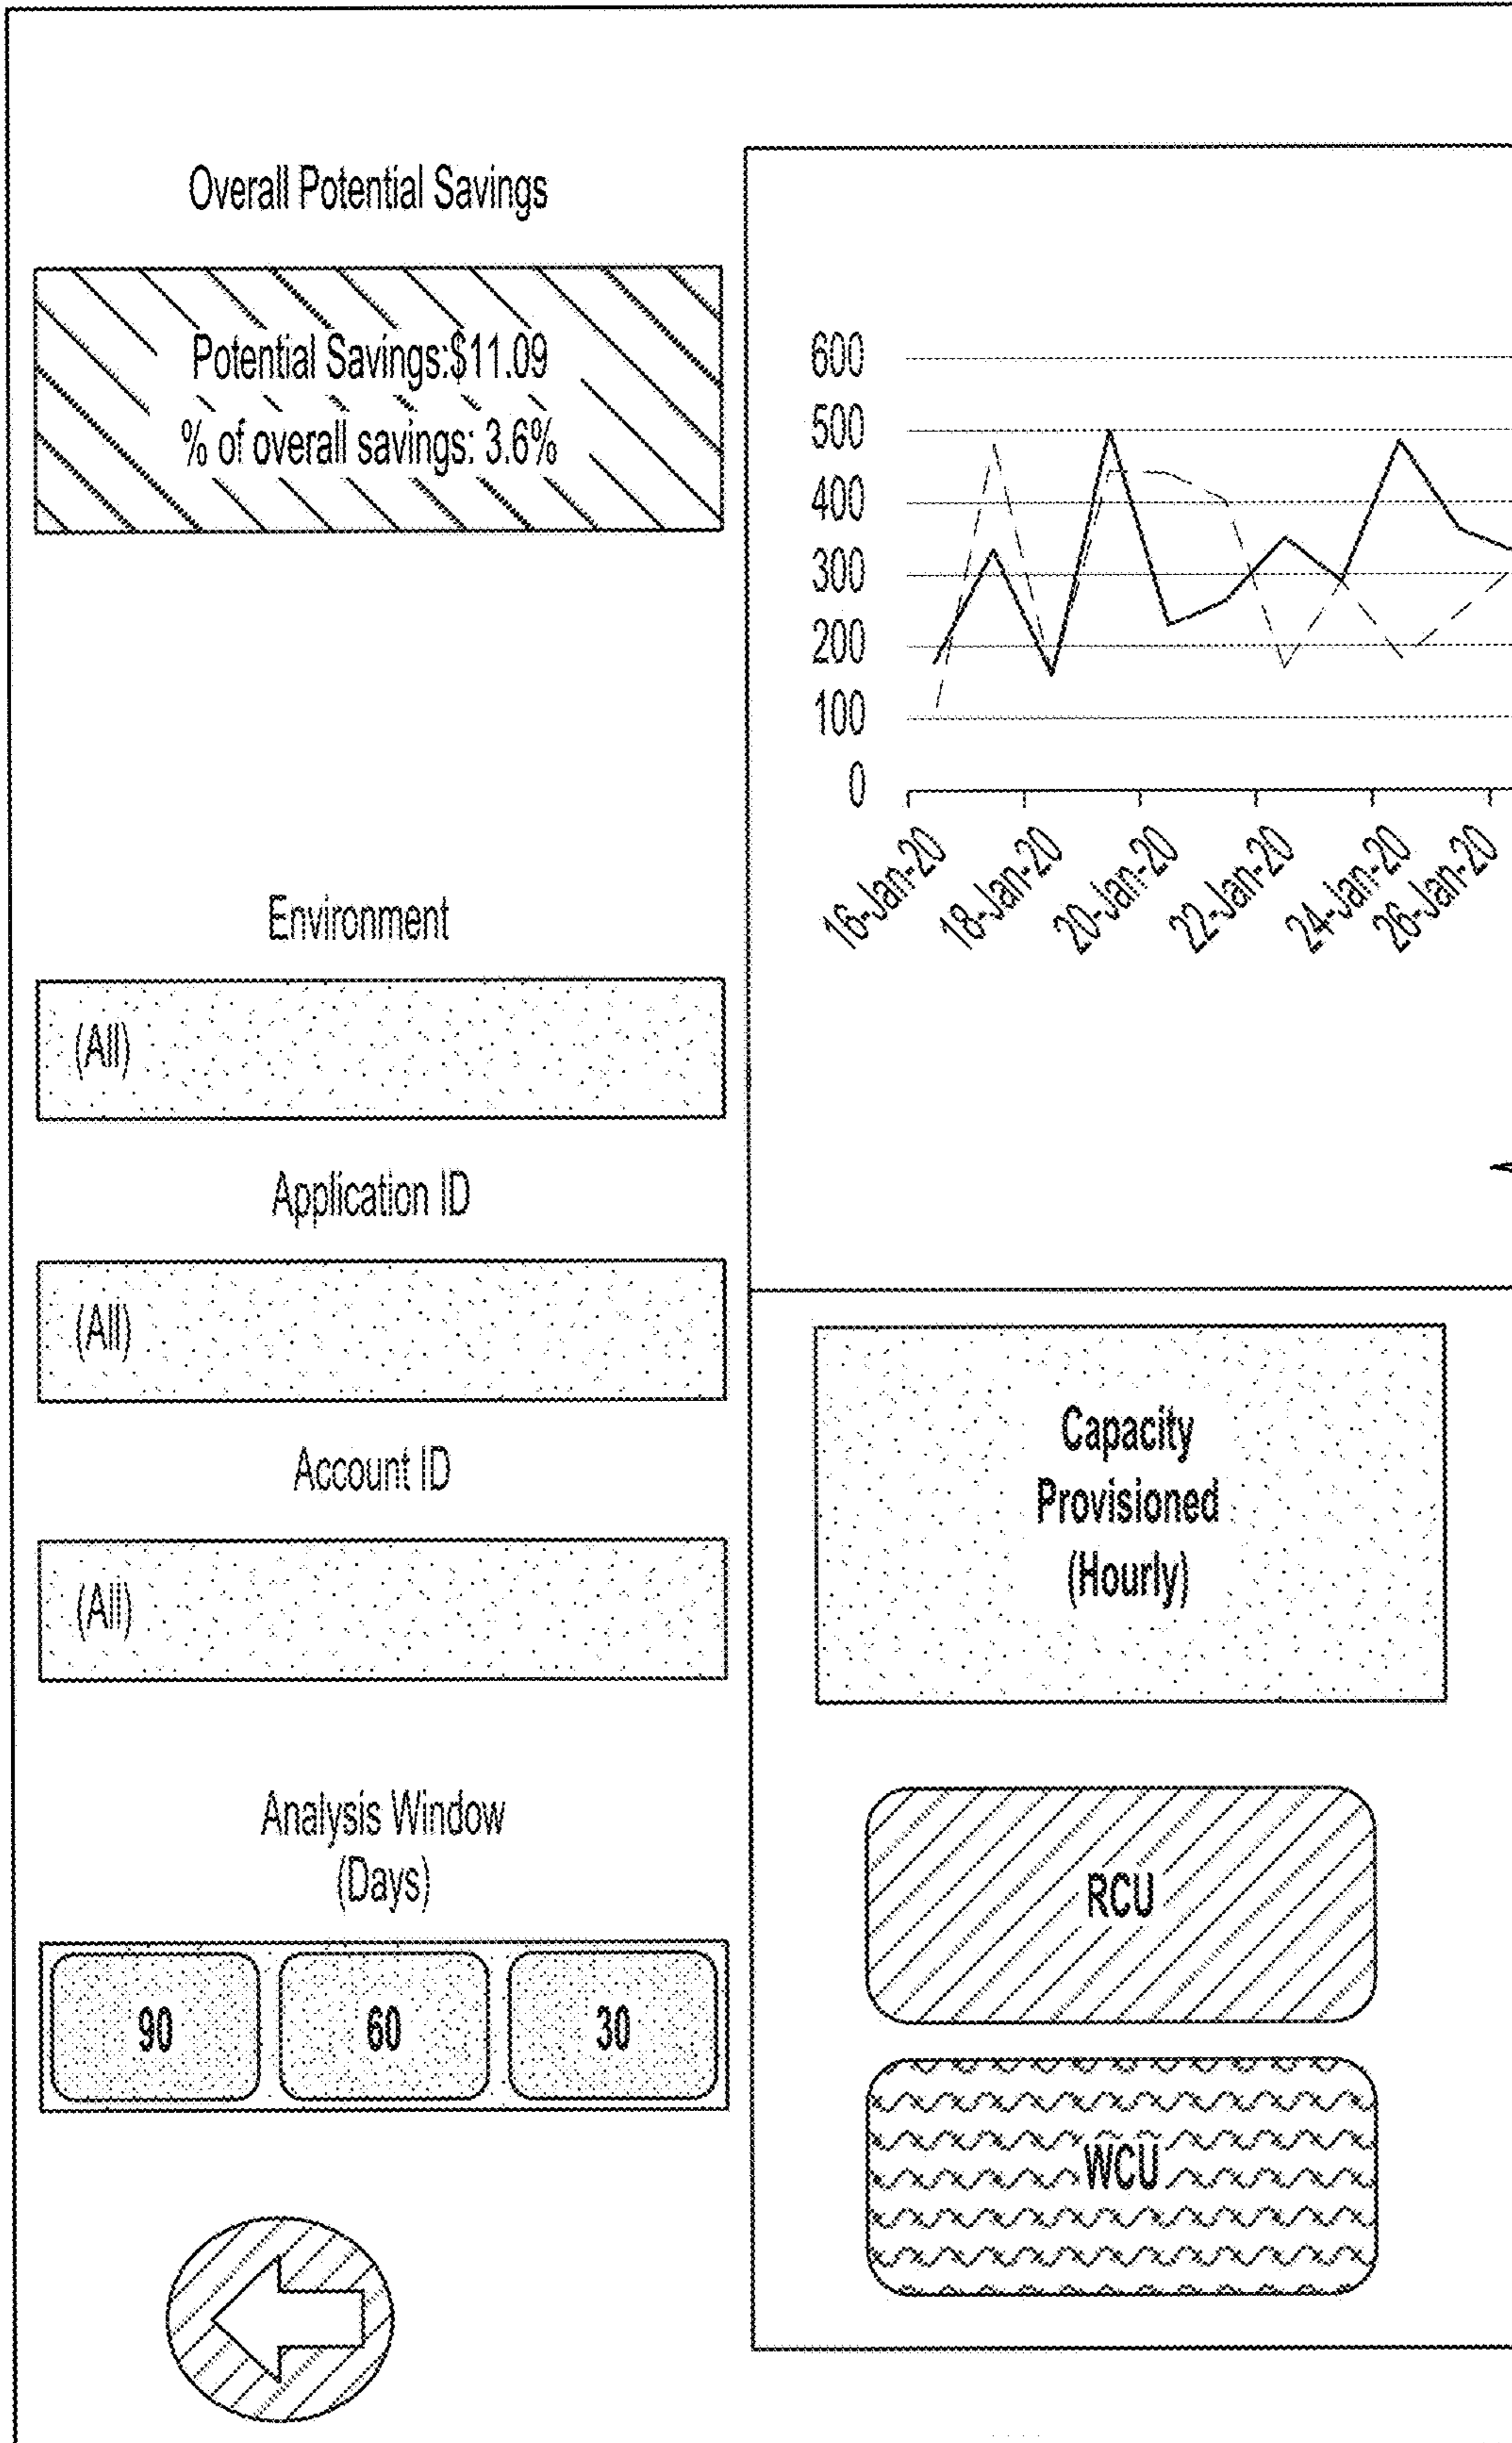 Overall Potential Savings
Potential Savings:$11.09
% of overall savings: 3.6%
Environment
(All)
Application ID
(All)
Account ID
(All)
Analysis Window
(Days)
90 60 30
600
500
400
300
200
100
0
16-Jan-20 18-Jan-20 20-Jan-20 22-Jan-20 24-Jan-20 26-Jan-20
Capacity
Provisioned
(Hourly)
RCU
WCU